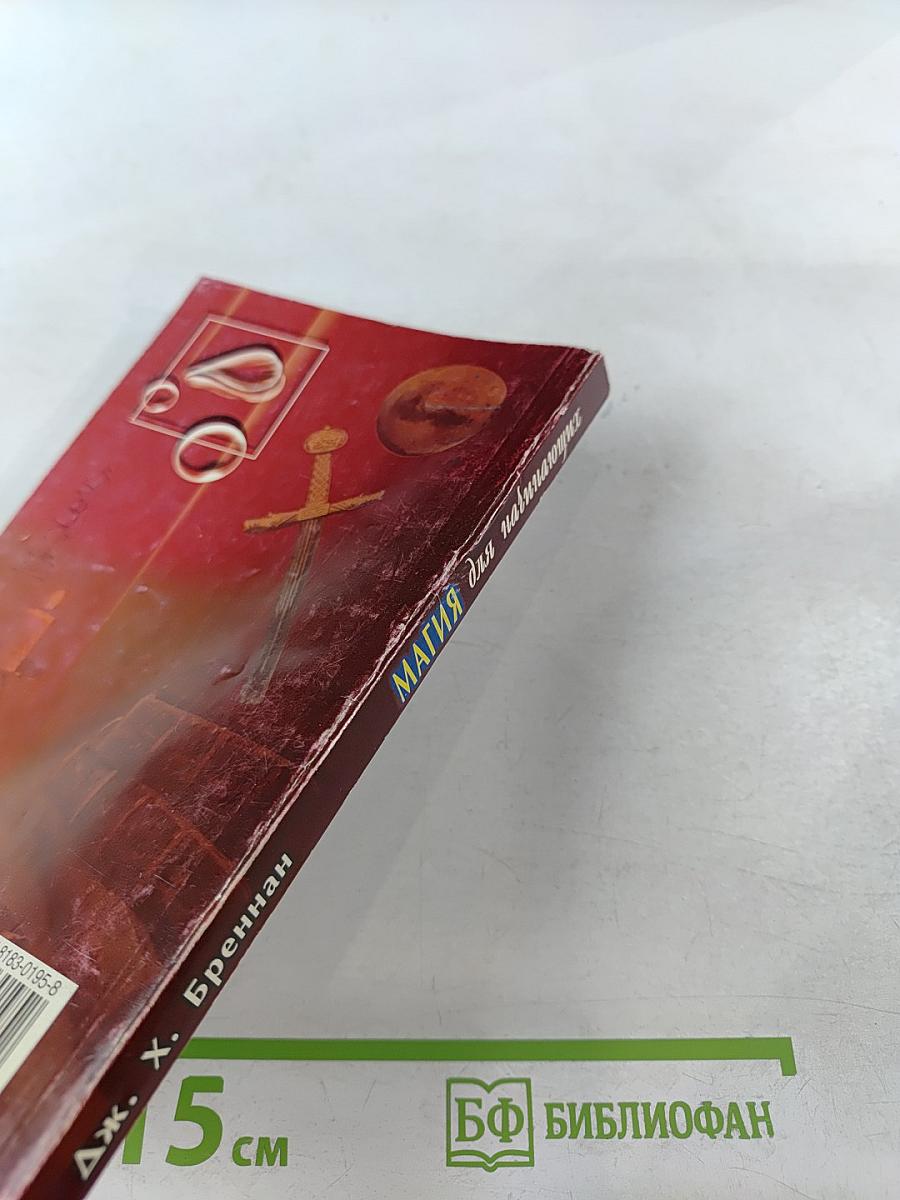 Дж. Х. Бреннан МАГИЯ для начинающих
8183-0195-8
15 см
БФ БИБЛИОФАН